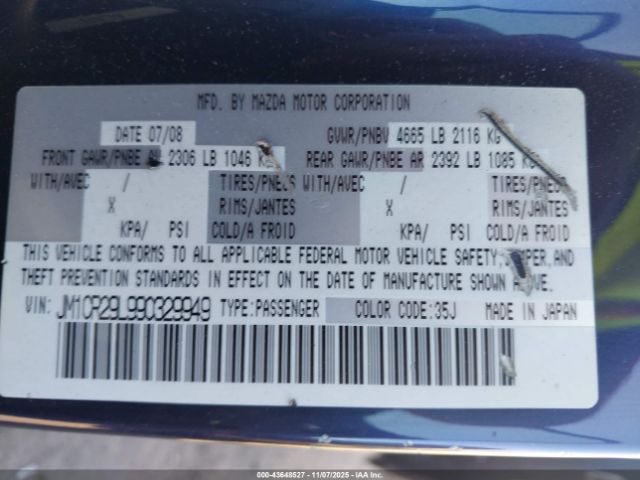 MFD. BY MAZDA MOTOR CORPORATION
DATE 07/08 GVWR/PNBV 4665 LB 2116 KG
FRONT GAWR/PNBE AV 2306 LB 1046 KG REAR GAWR/PNBE AR 2392 LB 1085 KG
WITH/AVEC / TIRES/PNEUS WITH/AVEC / TIRES/PNEUS
X RIMS/JANTES X RIMS/JANTES
KPA/ PSI COLD/A FROID KPA/ PSI COLD/A FROID
THIS VEHICLE CONFORMS TO ALL APPLICABLE FEDERAL MOTOR VEHICLE SAFETY, BUMPER, AND
THEFT PREVENTION STANDARDS IN EFFECT ON THE DATE OF MANUFACTURE SHOWN ABOVE.
VIN: JM1CR29L990329949 TYPE:PASSENGER COLOR CODE:35J MADE IN JAPAN
000-43648527 - 11/07/2025 - IAAI.com